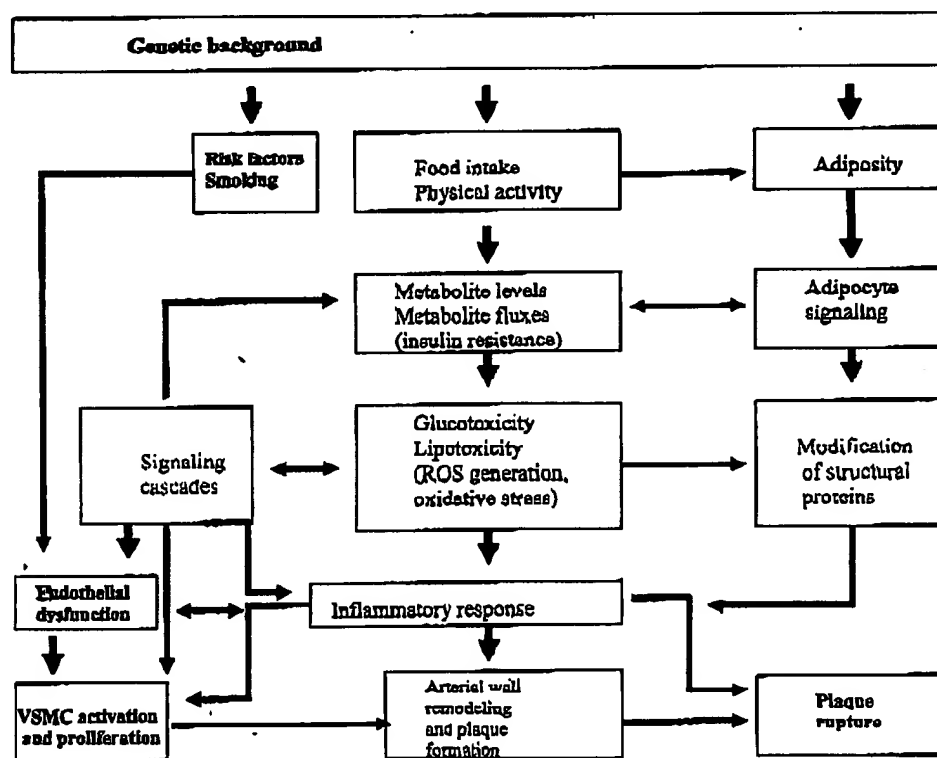 Genetic background
Risk factors
Smoking
Food intake
Physical activity
Adiposity
Metabolite levels
Metabolite fluxes
(insulin resistance)
Adipocyte
signaling
Signaling
cascades
Glucotoxicity
Lipotoxicity
(ROS generation,
oxidative stress)
Modification
of structural
proteins
Endothelial
dysfunction
Inflammatory response
VSMC activation
and proliferation
Arterial wall
remodeling
and plaque
formation
Plaque
rupture